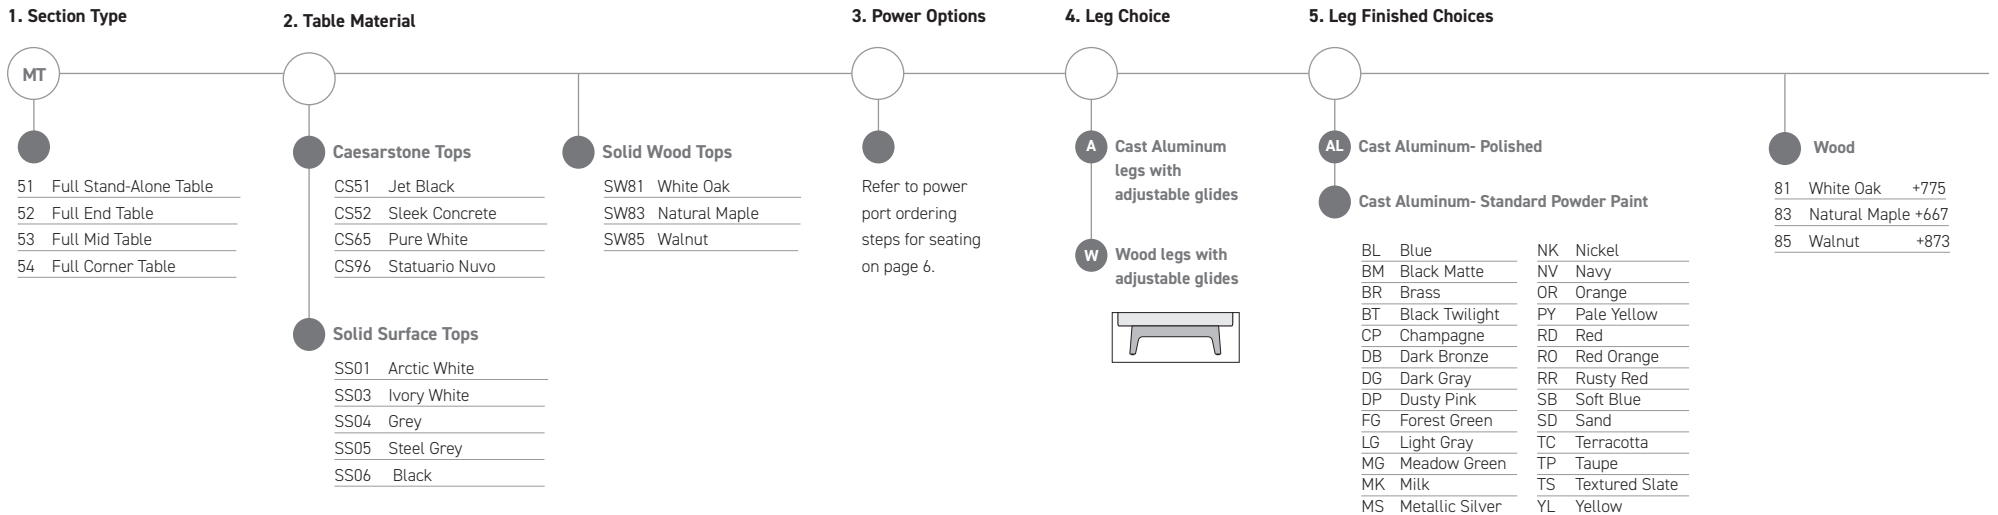 1. Section Type
MT
51 Full Stand-Alone Table
52 Full End Table
53 Full Mid Table
54 Full Corner Table
2. Table Material
Caesarstone Tops
CS51 Jet Black
CS52 Sleek Concrete
CS65 Pure White
CS96 Statuario Nuvo
Solid Surface Tops
SS01 Arctic White
SS03 Ivory White
SS04 Grey
SS05 Steel Grey
SS06 Black
Solid Wood Tops
SW81 White Oak
SW83 Natural Maple
SW85 Walnut
3. Power Options
Refer to power
port ordering
steps for seating
on page 6.
4. Leg Choice
A Cast Aluminum
legs with
adjustable glides
W Wood legs with
adjustable glides
5. Leg Finished Choices
AL Cast Aluminum- Polished
Cast Aluminum- Standard Powder Paint
BL Blue
BM Black Matte
BR Brass
BT Black Twilight
CP Champagne
DB Dark Bronze
DG Dark Gray
DP Dusty Pink
FG Forest Green
LG Light Gray
MG Meadow Green
MK Milk
MS Metallic Silver
NK Nickel
NV Navy
OR Orange
PY Pale Yellow
RD Red
RO Red Orange
RR Rusty Red
SB Soft Blue
SD Sand
TC Terracotta
TP Taupe
TS Textured Slate
YL Yellow
Wood
81 White Oak +775
83 Natural Maple +667
85 Walnut +873